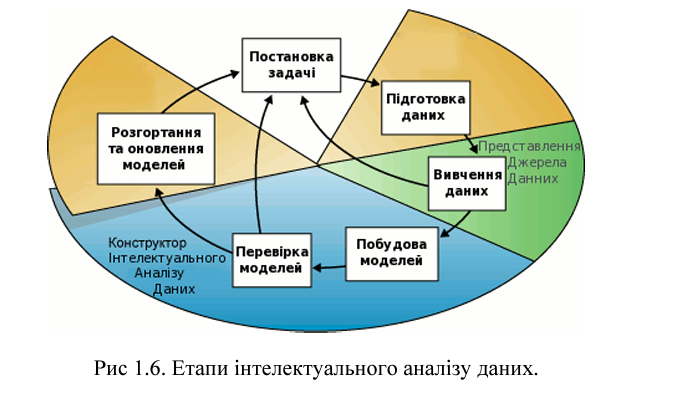 Постановка
задачі
Підготовка
даних
Представлення
Джерела
Данних
Вивчення
даних
Побудова
моделей
Перевірка
моделей
Розгортання
та оновлення
моделей
Конструктор
Інтелектуального
Аналізу
Даних
Рис 1.6. Етапи інтелектуального аналізу даних.